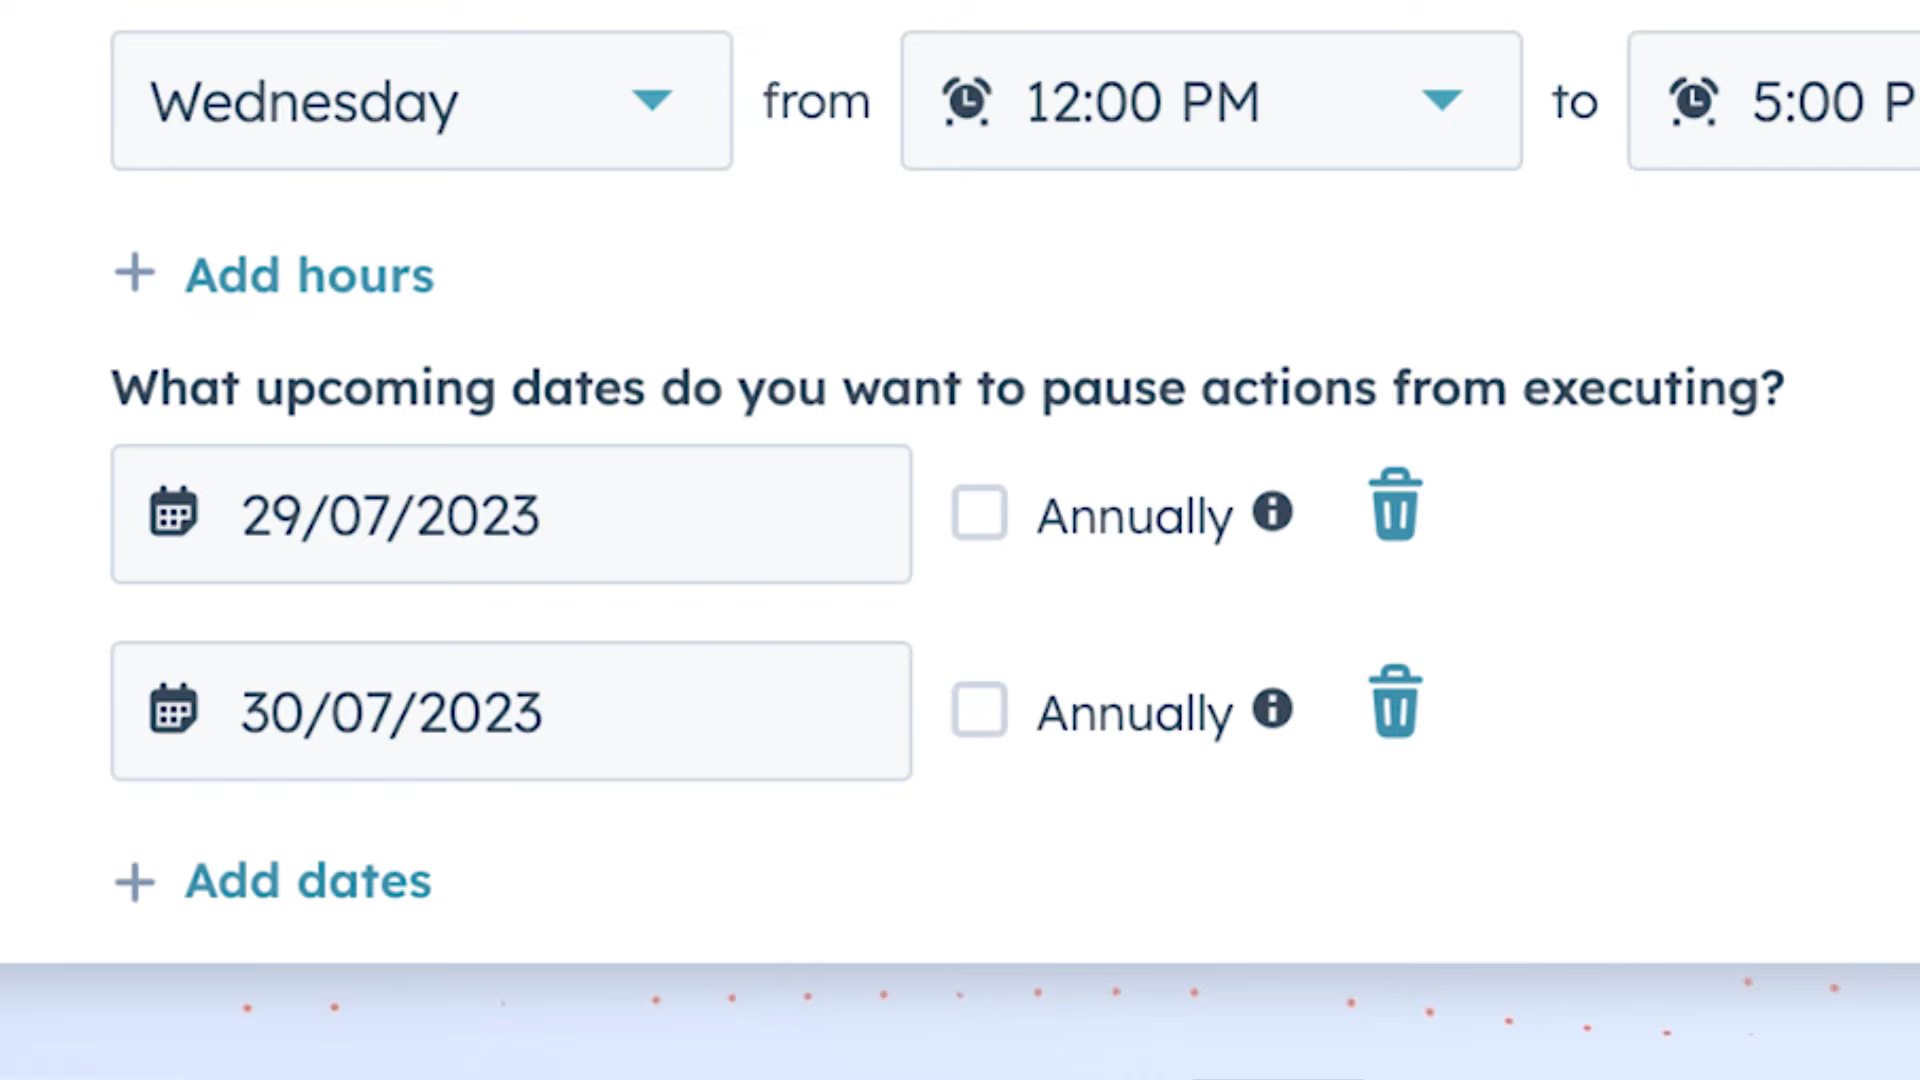 Wednesday from 12:00 PM to 5:00 P
+ Add hours
What upcoming dates do you want to pause actions from executing?
29/07/2023 Annually
30/07/2023 Annually
+ Add dates